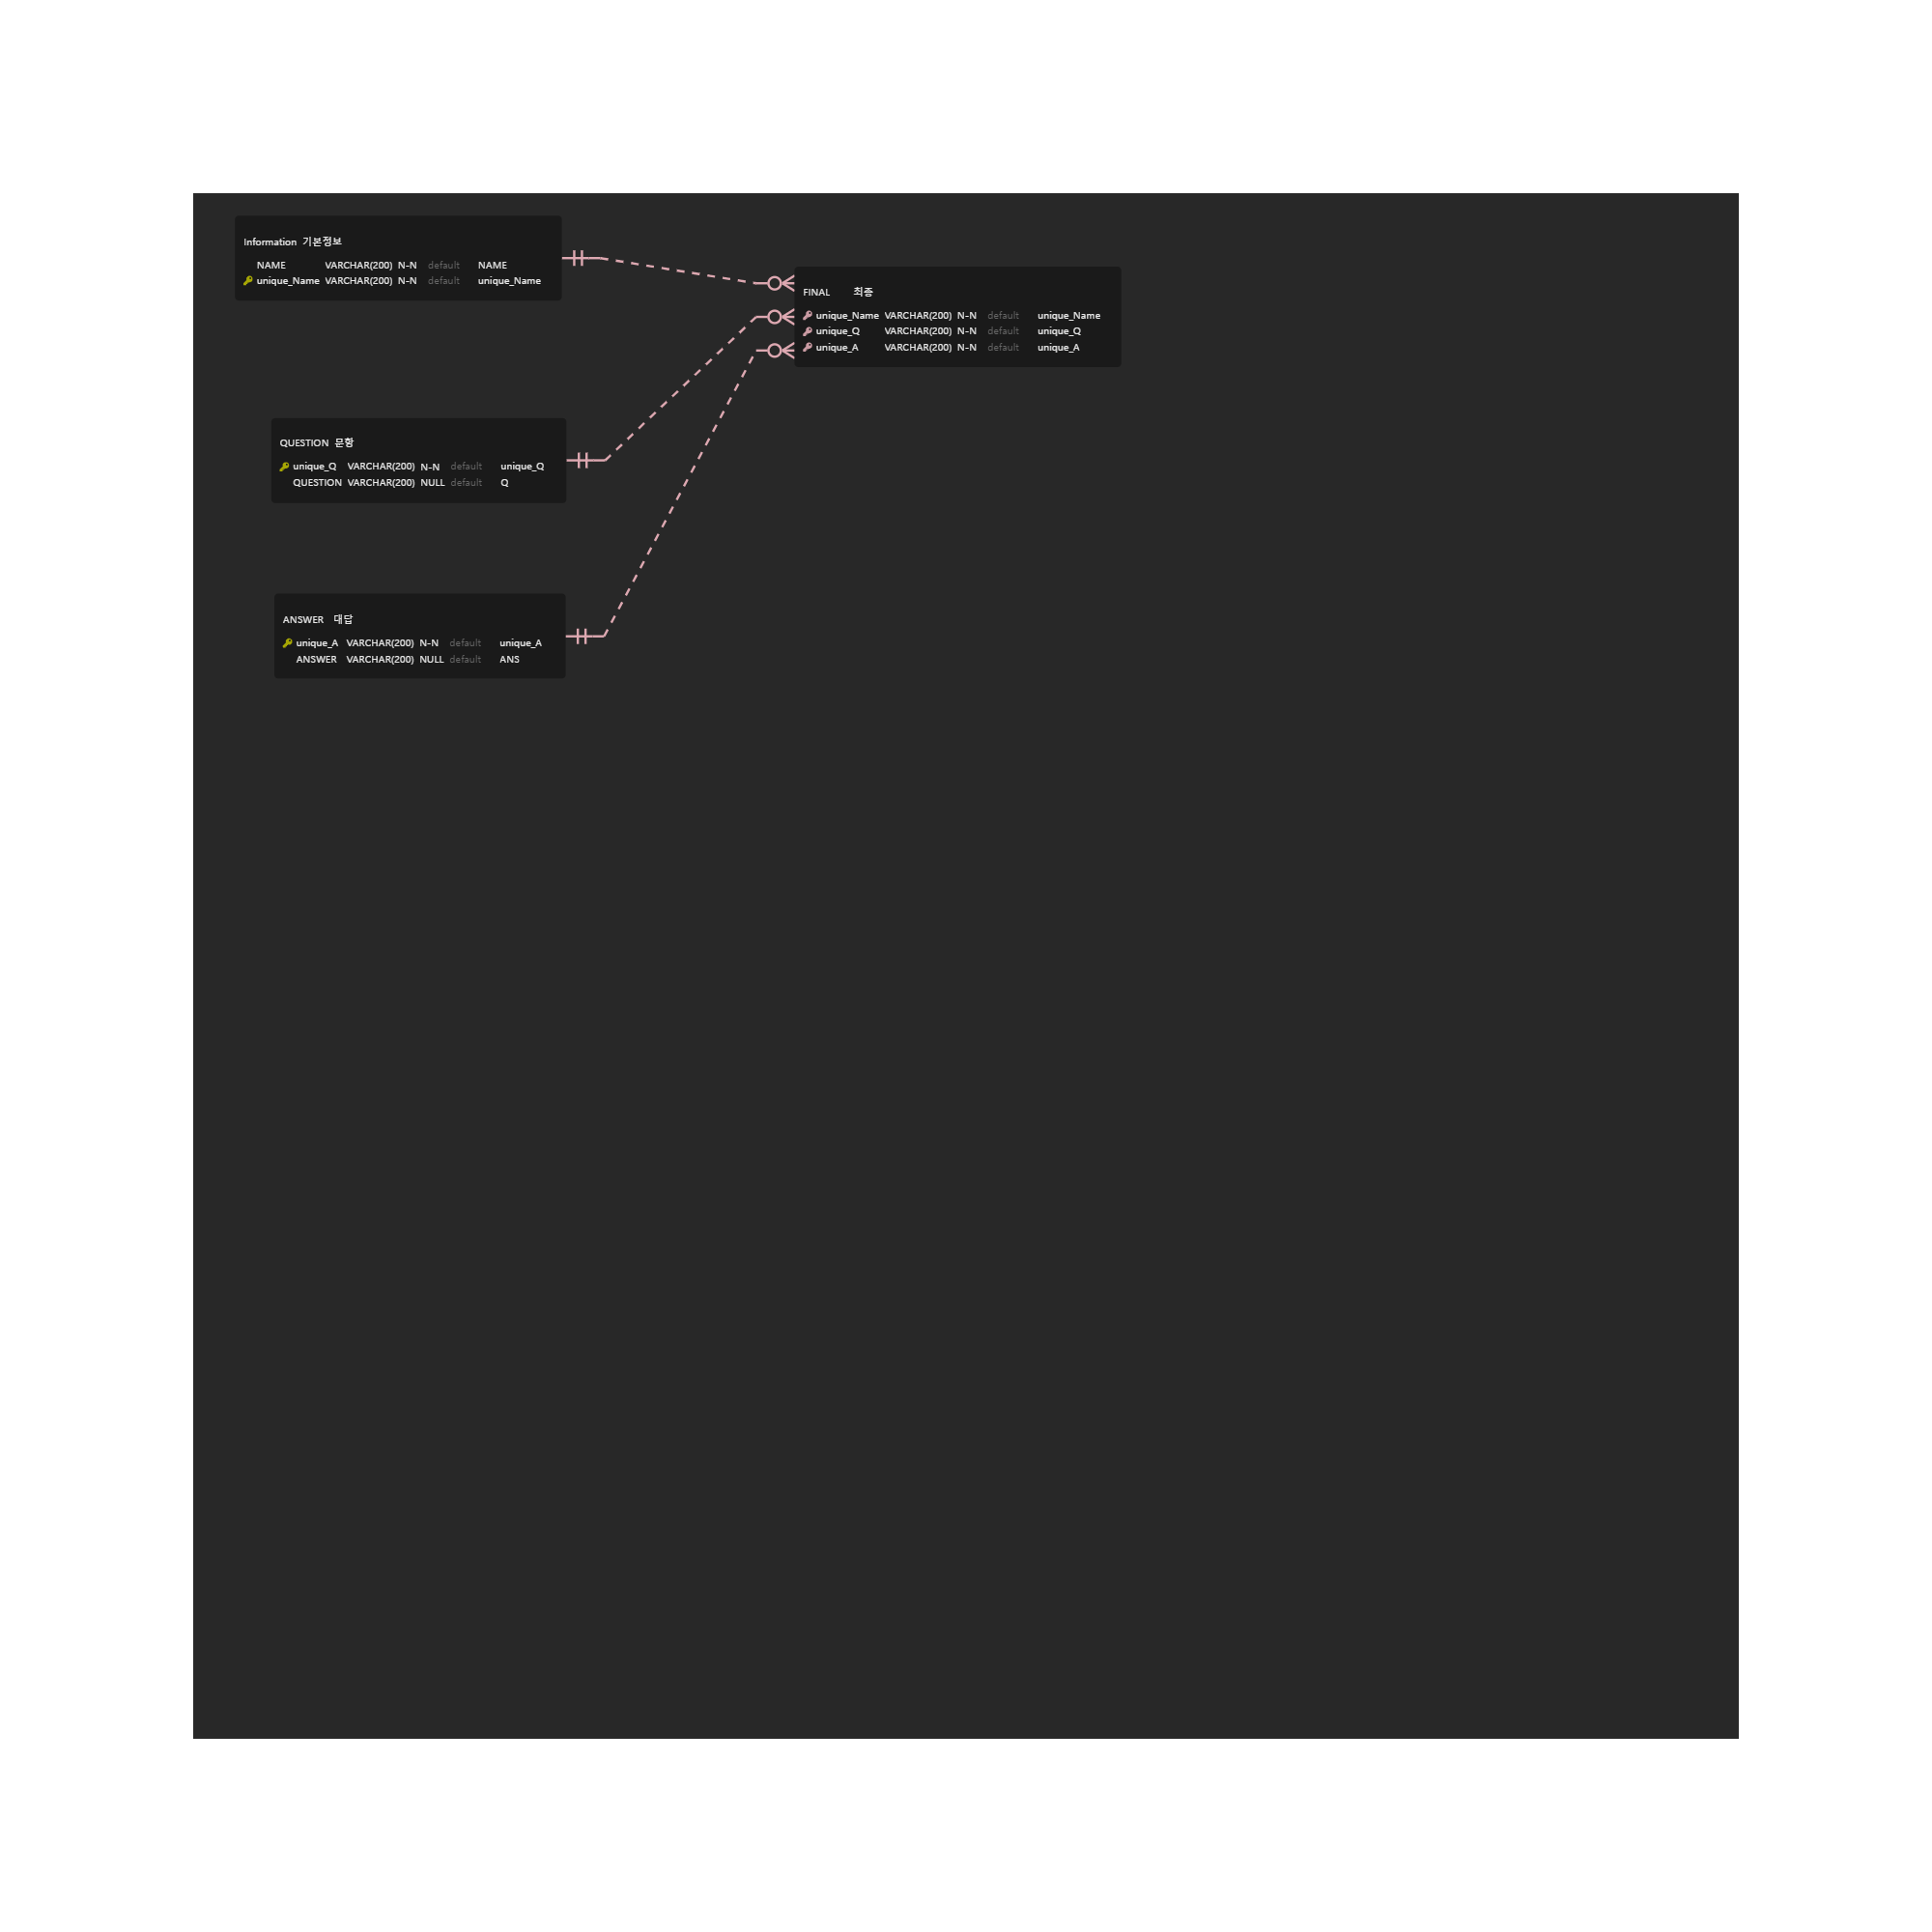 Information 기본정보
NAME VARCHAR(200) N-N default NAME
unique_Name VARCHAR(200) N-N default unique_Name
FINAL 최종
unique_Name VARCHAR(200) N-N default unique_Name
unique_Q VARCHAR(200) N-N default unique_Q
unique_A VARCHAR(200) N-N default unique_A
QUESTION 문항
unique_Q VARCHAR(200) N-N default unique_Q
QUESTION VARCHAR(200) NULL default Q
ANSWER 대답
unique_A VARCHAR(200) N-N default unique_A
ANSWER VARCHAR(200) NULL default ANS